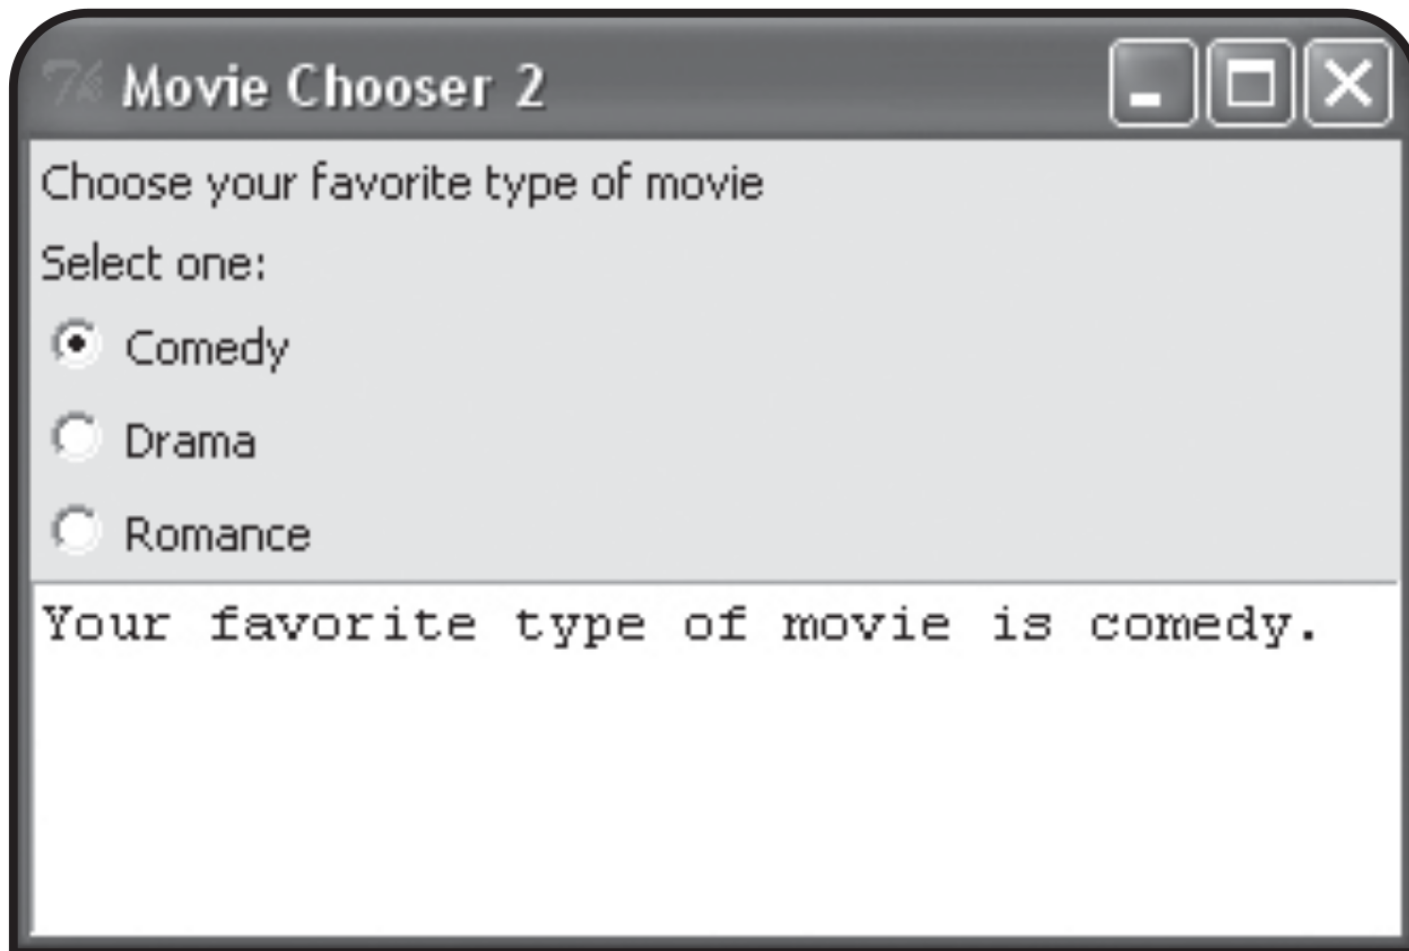 Movie Chooser 2
Choose your favorite type of movie
Select one:
Comedy
Drama
Romance
Your favorite type of movie is comedy.